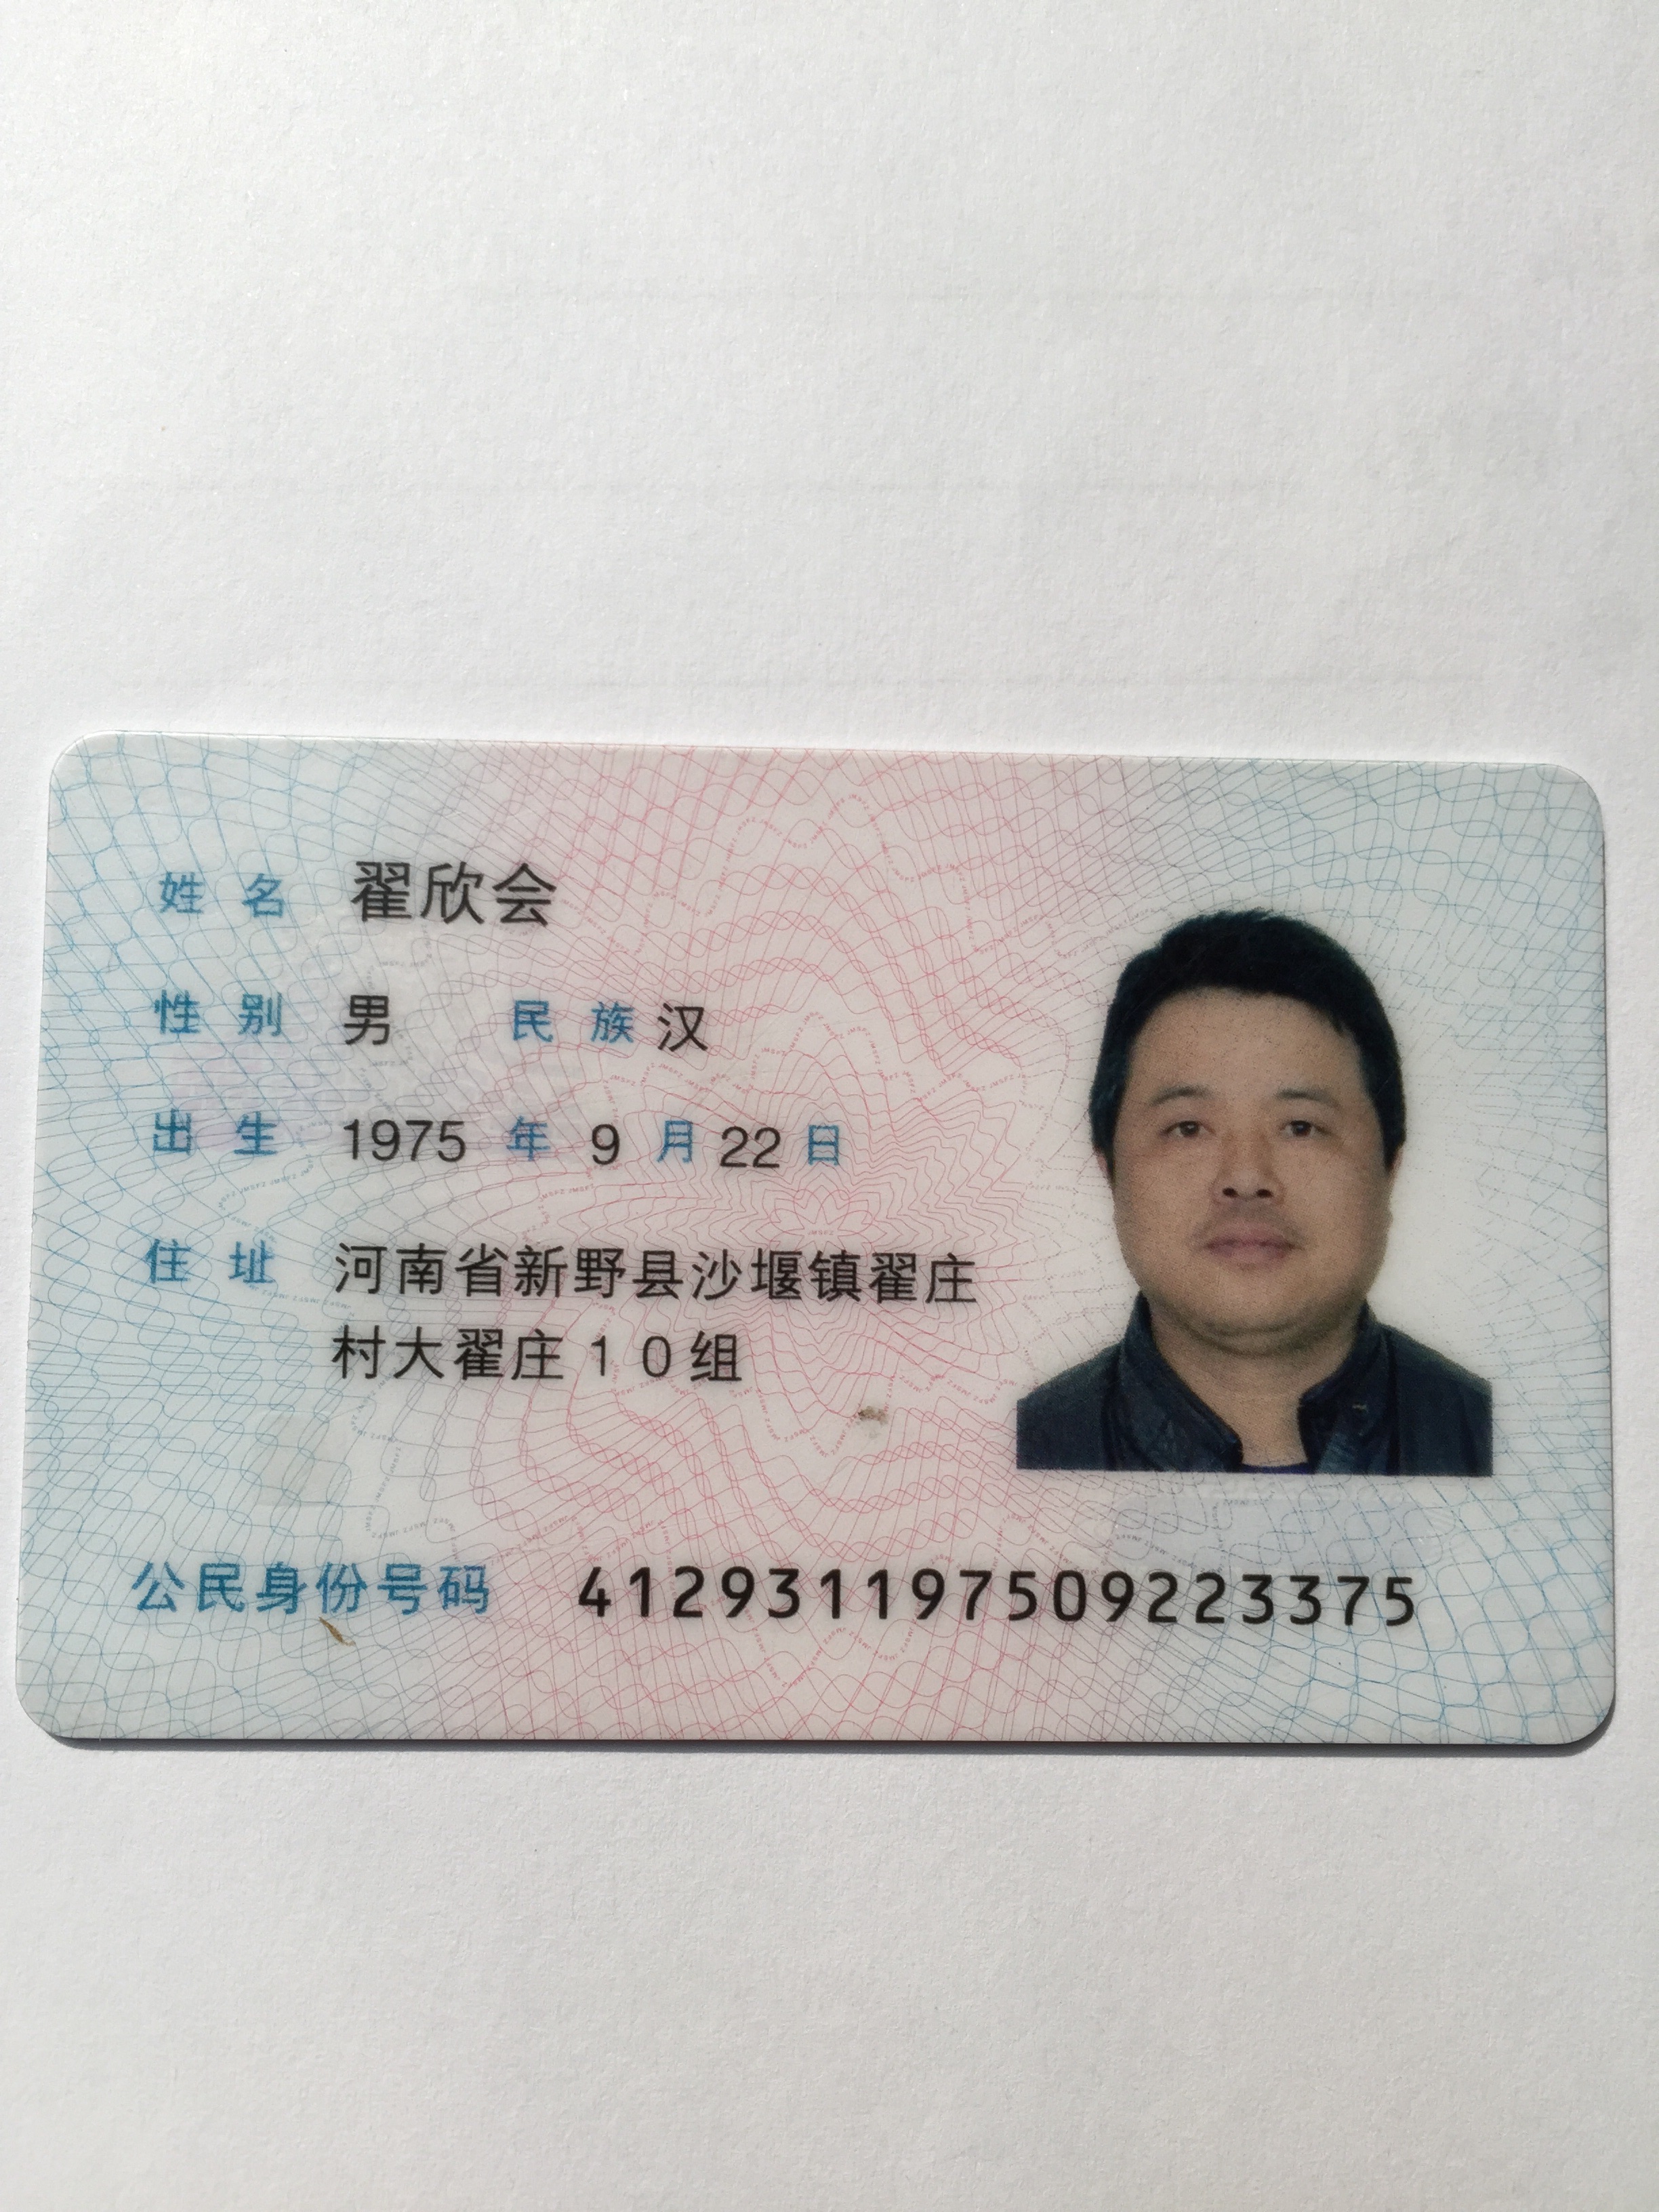 姓名 翟欣会
性别 男 民族 汉
出生 1975 年 9 月 22 日
住址 河南省新野县沙堰镇翟庄
村大翟庄10组
公民身份号码 412931197509223375